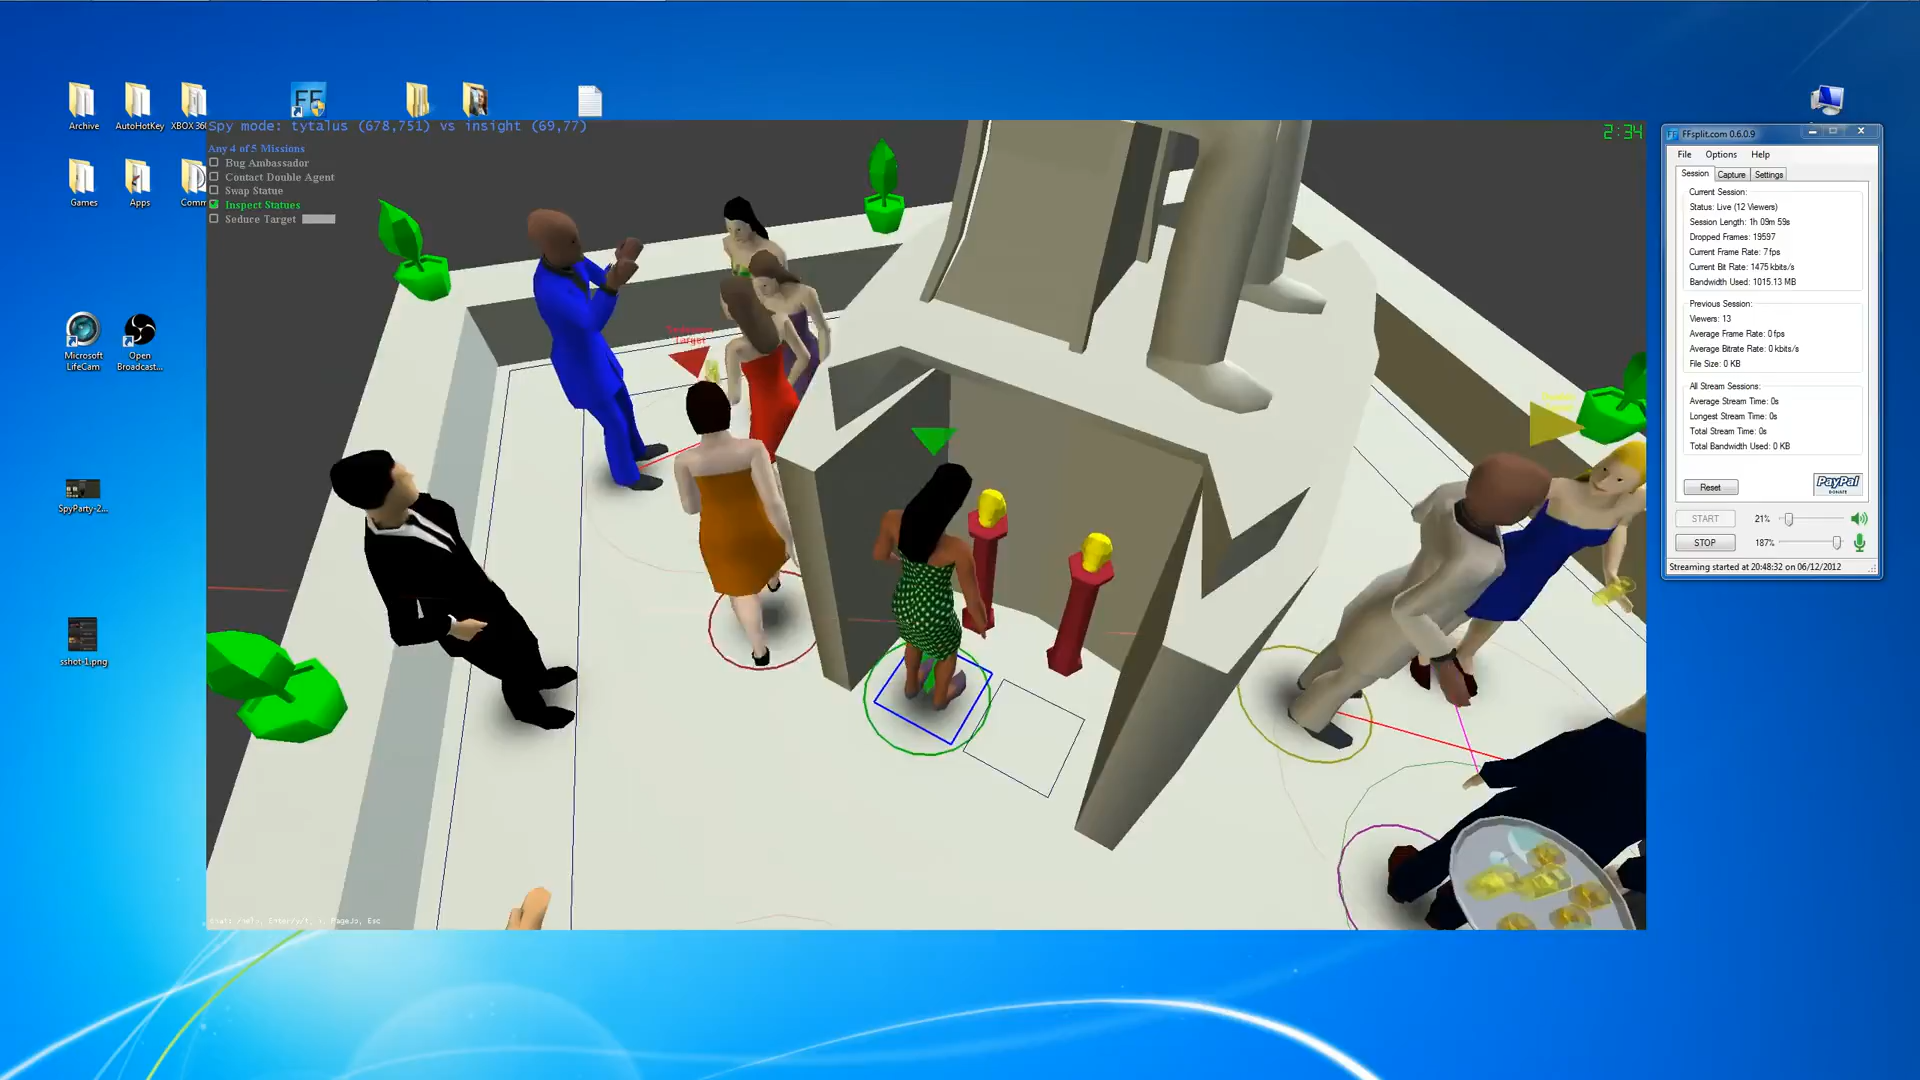 Archive
AutoHotKey
XBOX 360
Games
Apps
Comm
Microsoft
LifeCam
Open
Broadcast...
SpyParty-2...
sshot-1.png
Spy mode: tytalus (678,751) vs insight (69,77)
2:34
Any 4 of 5 Missions
Bug Ambassador
Contact Double Agent
Swap Statue
Inspect Statues
Seduce Target
Target
FFsplit.com 0.6.0.9
File Options Help
Session Capture Settings
Current Session:
Status: Live (12 Viewers)
Session Length: 1h 09m 59s
Dropped Frames: 19597
Current Frame Rate: 7 fps
Current Bit Rate: 1475 kbits/s
Bandwidth Used: 1015.13 MB
Previous Session:
Viewers: 13
Average Frame Rate: 0 fps
Average Bitrate Rate: 0 kbits/s
File Size: 0 KB
All Stream Sessions:
Average Stream Time: 0s
Longest Stream Time: 0s
Total Stream Time: 0s
Total Bandwidth Used: 0 KB
Reset
PayPal
DONATE
START 21%
STOP 187%
Streaming started at 20:48:32 on 06/12/2012